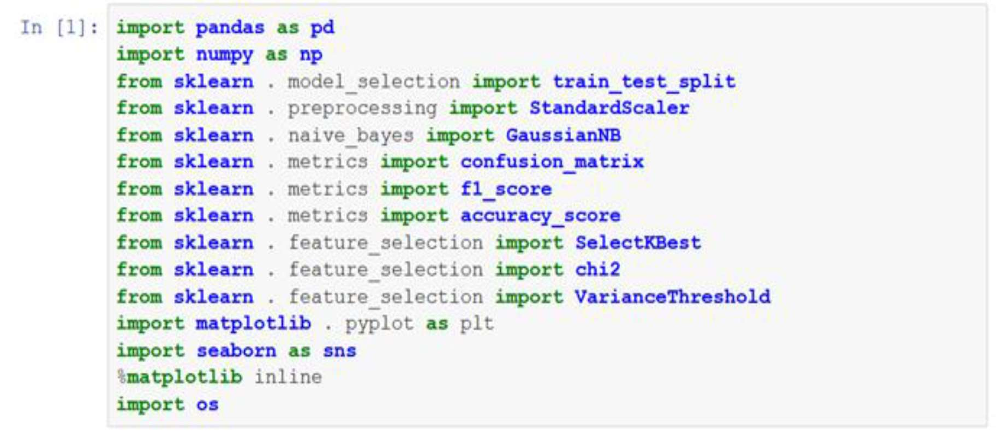 In [1]: import pandas as pd
import numpy as np
from sklearn . model_selection import train_test_split
from sklearn . preprocessing import StandardScaler
from sklearn . naive_bayes import GaussianNB
from sklearn . metrics import confusion_matrix
from sklearn . metrics import f1_score
from sklearn . metrics import accuracy_score
from sklearn . feature_selection import SelectKBest
from sklearn . feature_selection import chi2
from sklearn . feature_selection import VarianceThreshold
import matplotlib . pyplot as plt
import seaborn as sns
%matplotlib inline
import os